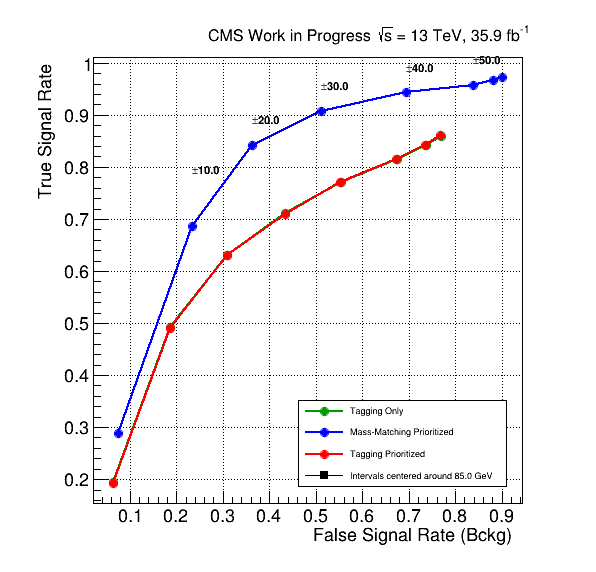 CMS Work in Progress √s = 13 TeV, 35.9 fb⁻¹
True Signal Rate
1
0.9
0.8
0.7
0.6
0.5
0.4
0.3
0.2
±10.0
±20.0
±30.0
±40.0
±50.0
Tagging Only
Mass-Matching Prioritized
Tagging Prioritized
Intervals centered around 85.0 GeV
0.1 0.2 0.3 0.4 0.5 0.6 0.7 0.8 0.9
False Signal Rate (Bckg)